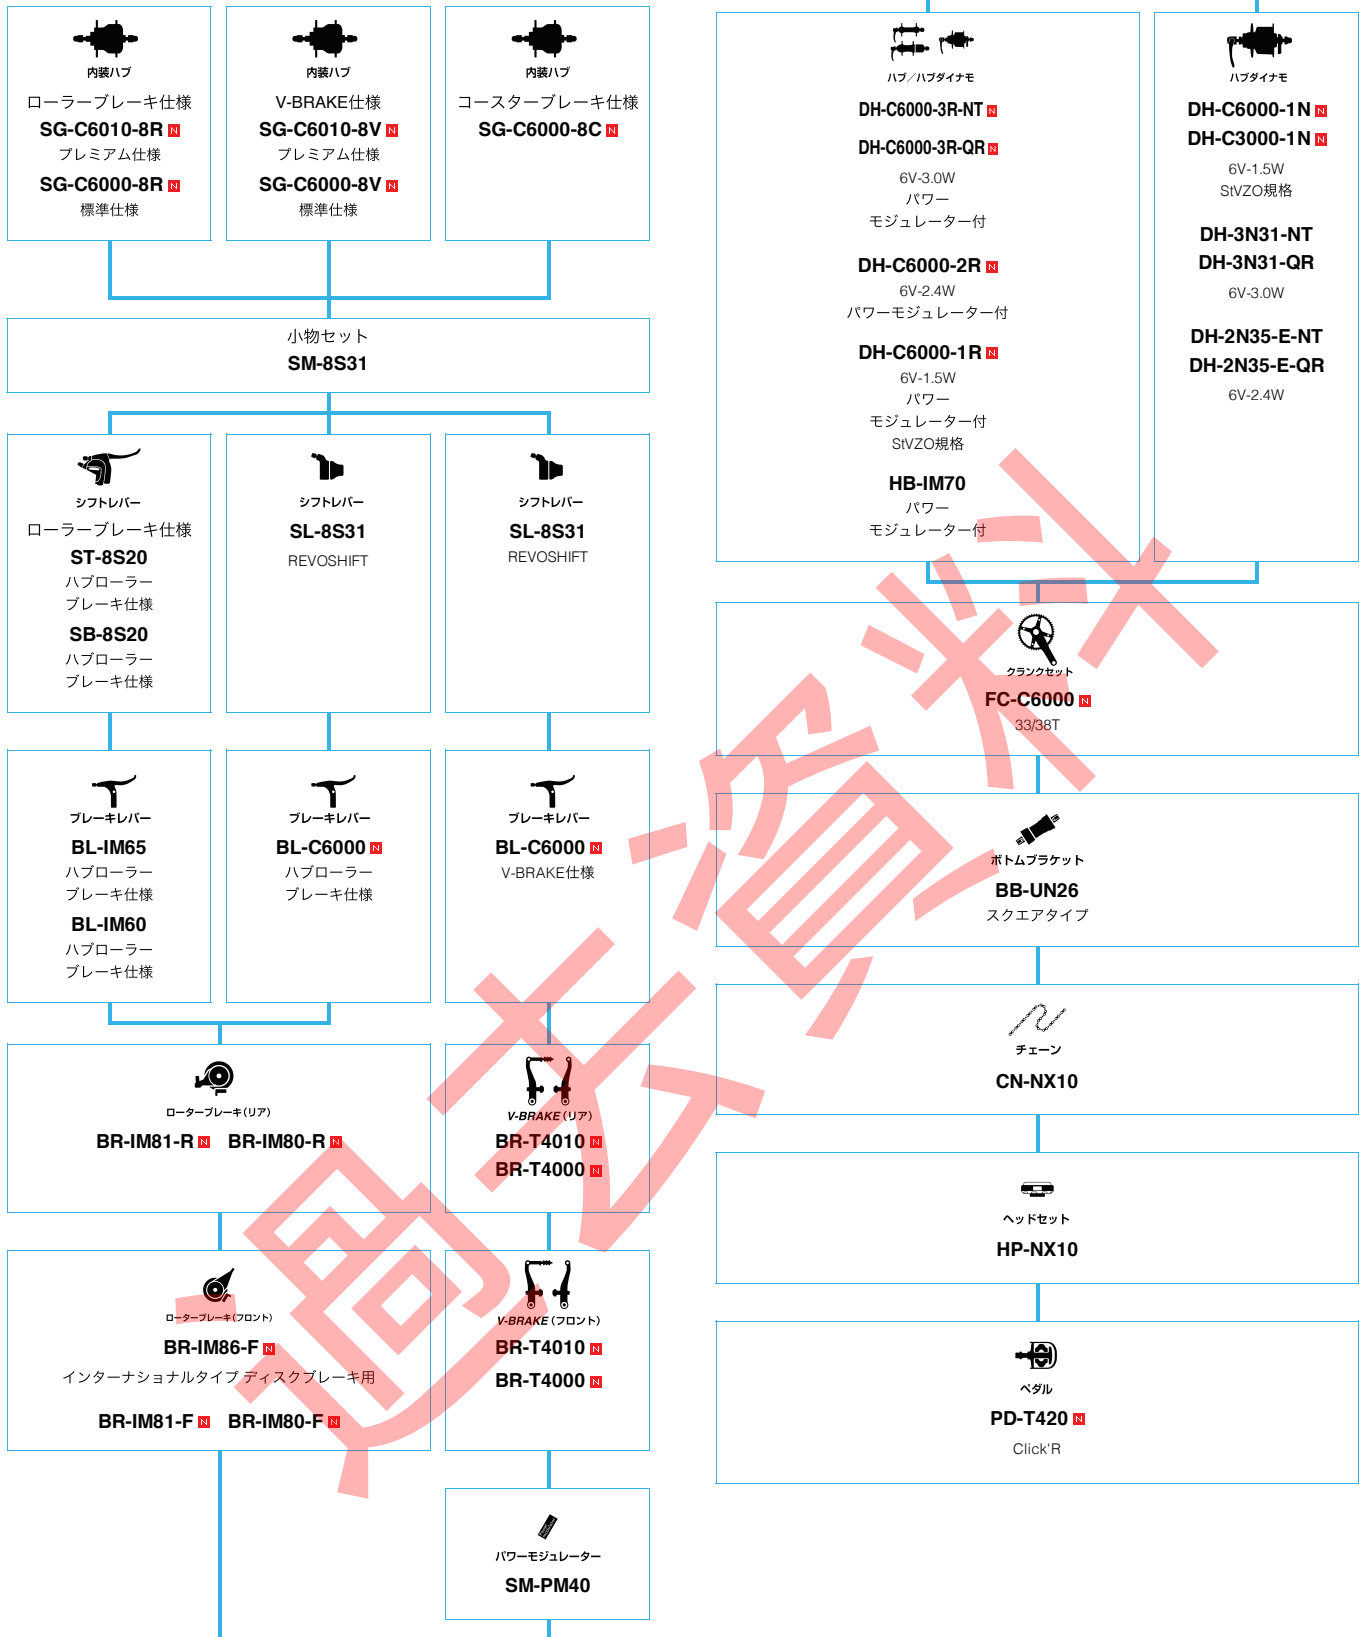 内装ハブ
ローラーブレーキ仕様
SG-C6010-8R N
プレミアム仕様
SG-C6000-8R N
標準仕様
内装ハブ
V-BRAKE仕様
SG-C6010-8V N
プレミアム仕様
SG-C6000-8V N
標準仕様
内装ハブ
コースターブレーキ仕様
SG-C6000-8C N
小物セット
SM-8S31
シフトレバー
ローラーブレーキ仕様
ST-8S20
ハブローラー
ブレーキ仕様
SB-8S20
ハブローラー
ブレーキ仕様
シフトレバー
SL-8S31
REVOSHIFT
シフトレバー
SL-8S31
REVOSHIFT
ブレーキレバー
BL-IM65
ハブローラー
ブレーキ仕様
BL-IM60
ハブローラー
ブレーキ仕様
ブレーキレバー
BL-C6000 N
ハブローラー
ブレーキ仕様
ブレーキレバー
BL-C6000 N
V-BRAKE仕様
ローターブレーキ(リア)
BR-IM81-R N BR-IM80-R N
V-BRAKE(リア)
BR-T4010 N
BR-T4000 N
ローターブレーキ(フロント)
BR-IM86-F N
インターナショナルタイプ ディスクブレーキ用
BR-IM81-F N BR-IM80-F N
V-BRAKE(フロント)
BR-T4010 N
BR-T4000 N
パワーモジュレーター
SM-PM40
ハブ／ハブダイナモ
DH-C6000-3R-NT N
DH-C6000-3R-QR N
6V-3.0W
パワー
モジュレーター付
DH-C6000-2R N
6V-2.4W
パワーモジュレーター付
DH-C6000-1R N
6V-1.5W
パワー
モジュレーター付
StVZO規格
HB-IM70
パワー
モジュレーター付
ハブダイナモ
DH-C6000-1N N
DH-C3000-1N N
6V-1.5W
StVZO規格
DH-3N31-NT
DH-3N31-QR
6V-3.0W
DH-2N35-E-NT
DH-2N35-E-QR
6V-2.4W
クランクセット
FC-C6000 N
33/38T
ボトムブラケット
BB-UN26
スクエアタイプ
チェーン
CN-NX10
ヘッドセット
HP-NX10
ペダル
PD-T420 N
Click'R
過去資料